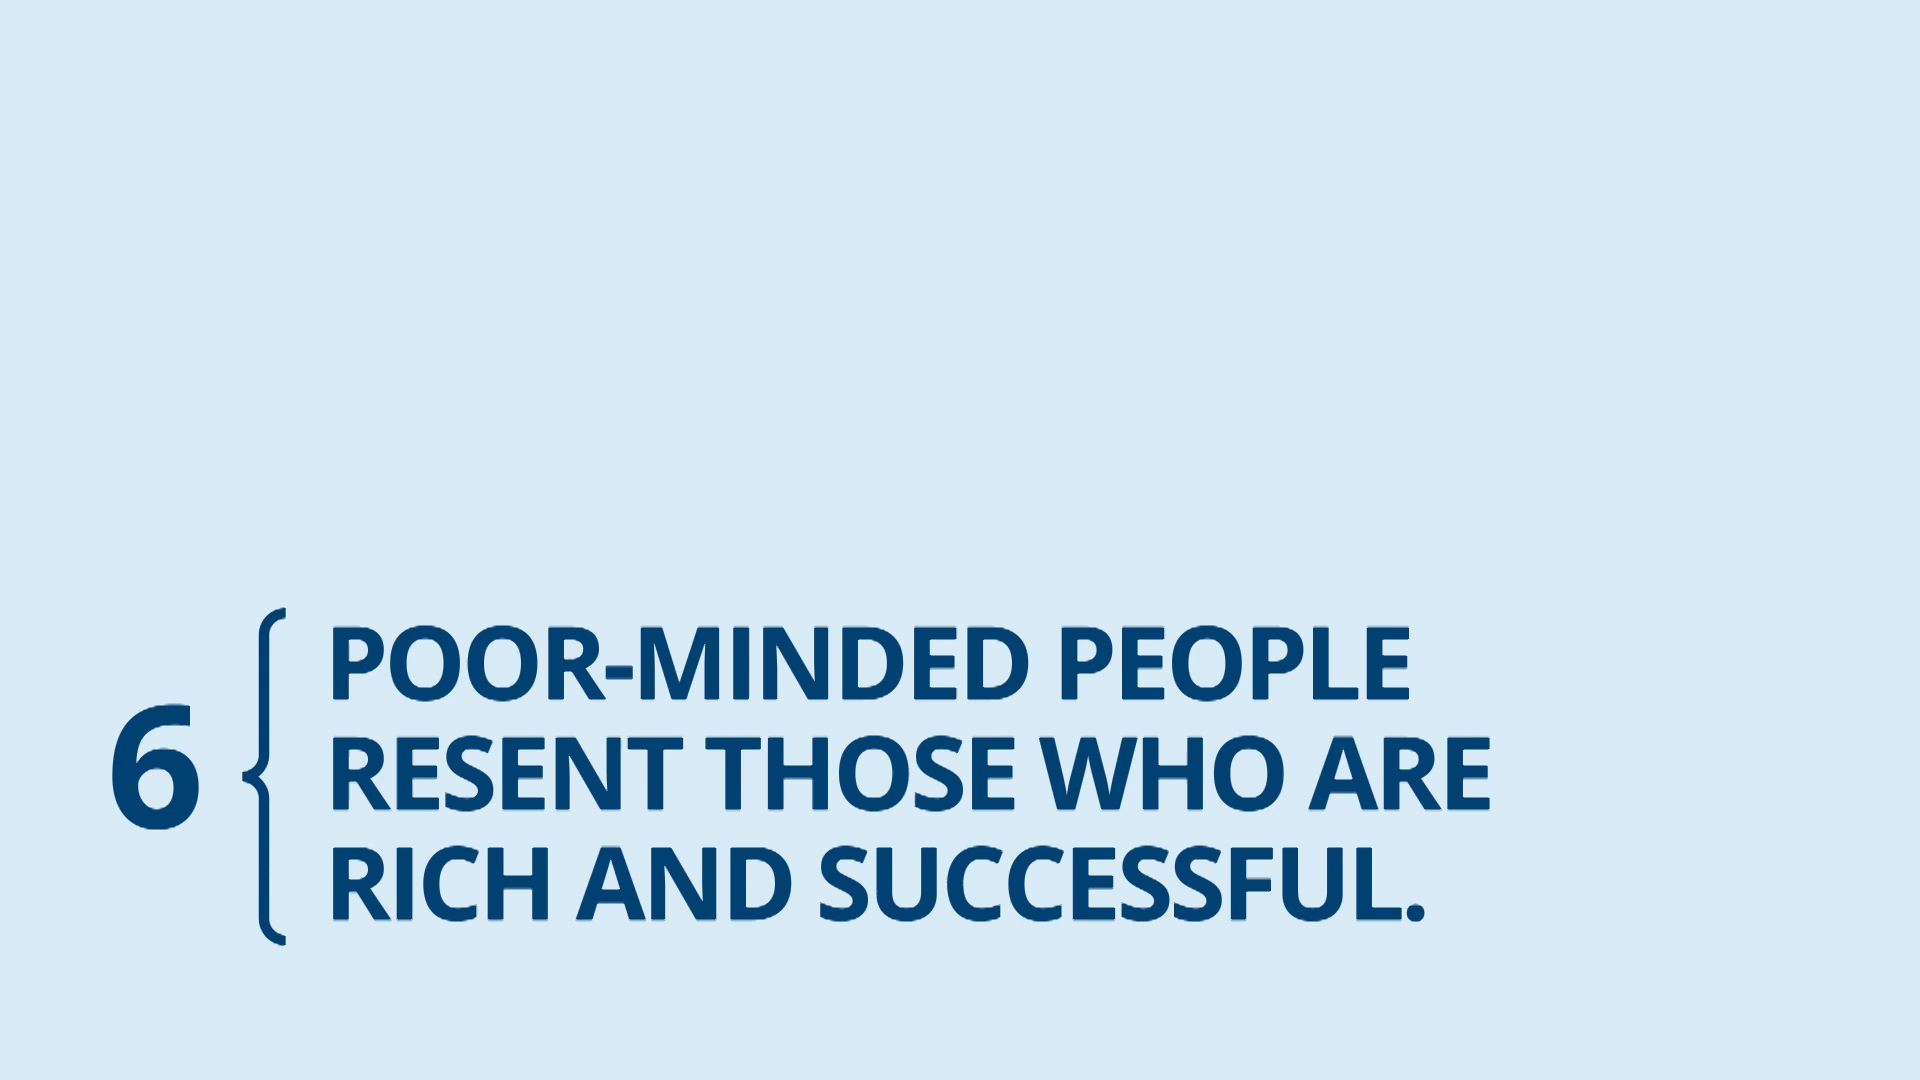 6
POOR-MINDED PEOPLE
RESENT THOSE WHO ARE
RICH AND SUCCESSFUL.